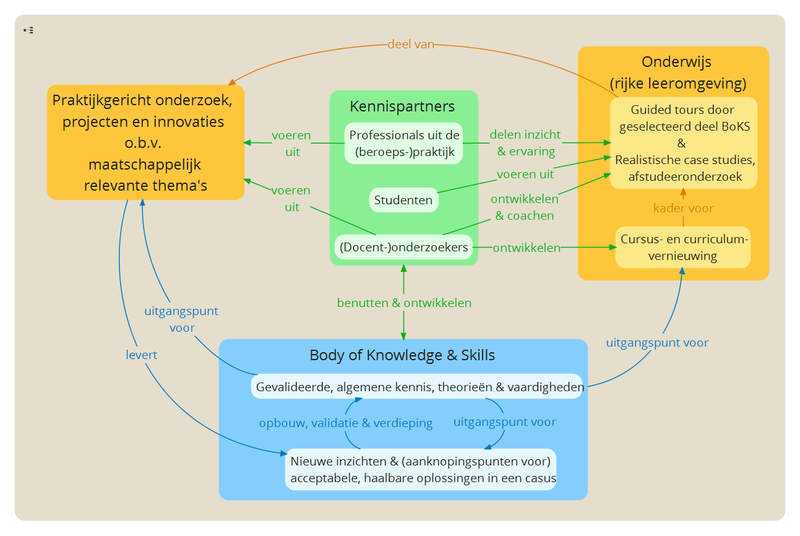 deel van
Onderwijs
(rijke leeromgeving)
Guided tours door
geselecteerd deel BoKS
&
Realistische case studies,
afstudeeronderzoek
kader voor
Cursus- en curriculum-
vernieuwing
Praktijkgericht onderzoek,
projecten en innovaties
o.b.v.
maatschappelijk
relevante thema's
Kennispartners
Professionals uit de
(beroeps-)praktijk
Studenten
(Docent-)onderzoekers
voeren
uit
voeren
uit
delen inzicht
& ervaring
voeren uit
ontwikkelen
& coachen
ontwikkelen
benutten & ontwikkelen
uitgangspunt
voor
levert
uitgangspunt voor
Body of Knowledge & Skills
Gevalideerde, algemene kennis, theorieën & vaardigheden
opbouw, validatie & verdieping
uitgangspunt voor
Nieuwe inzichten & (aanknopingspunten voor)
acceptabele, haalbare oplossingen in een casus